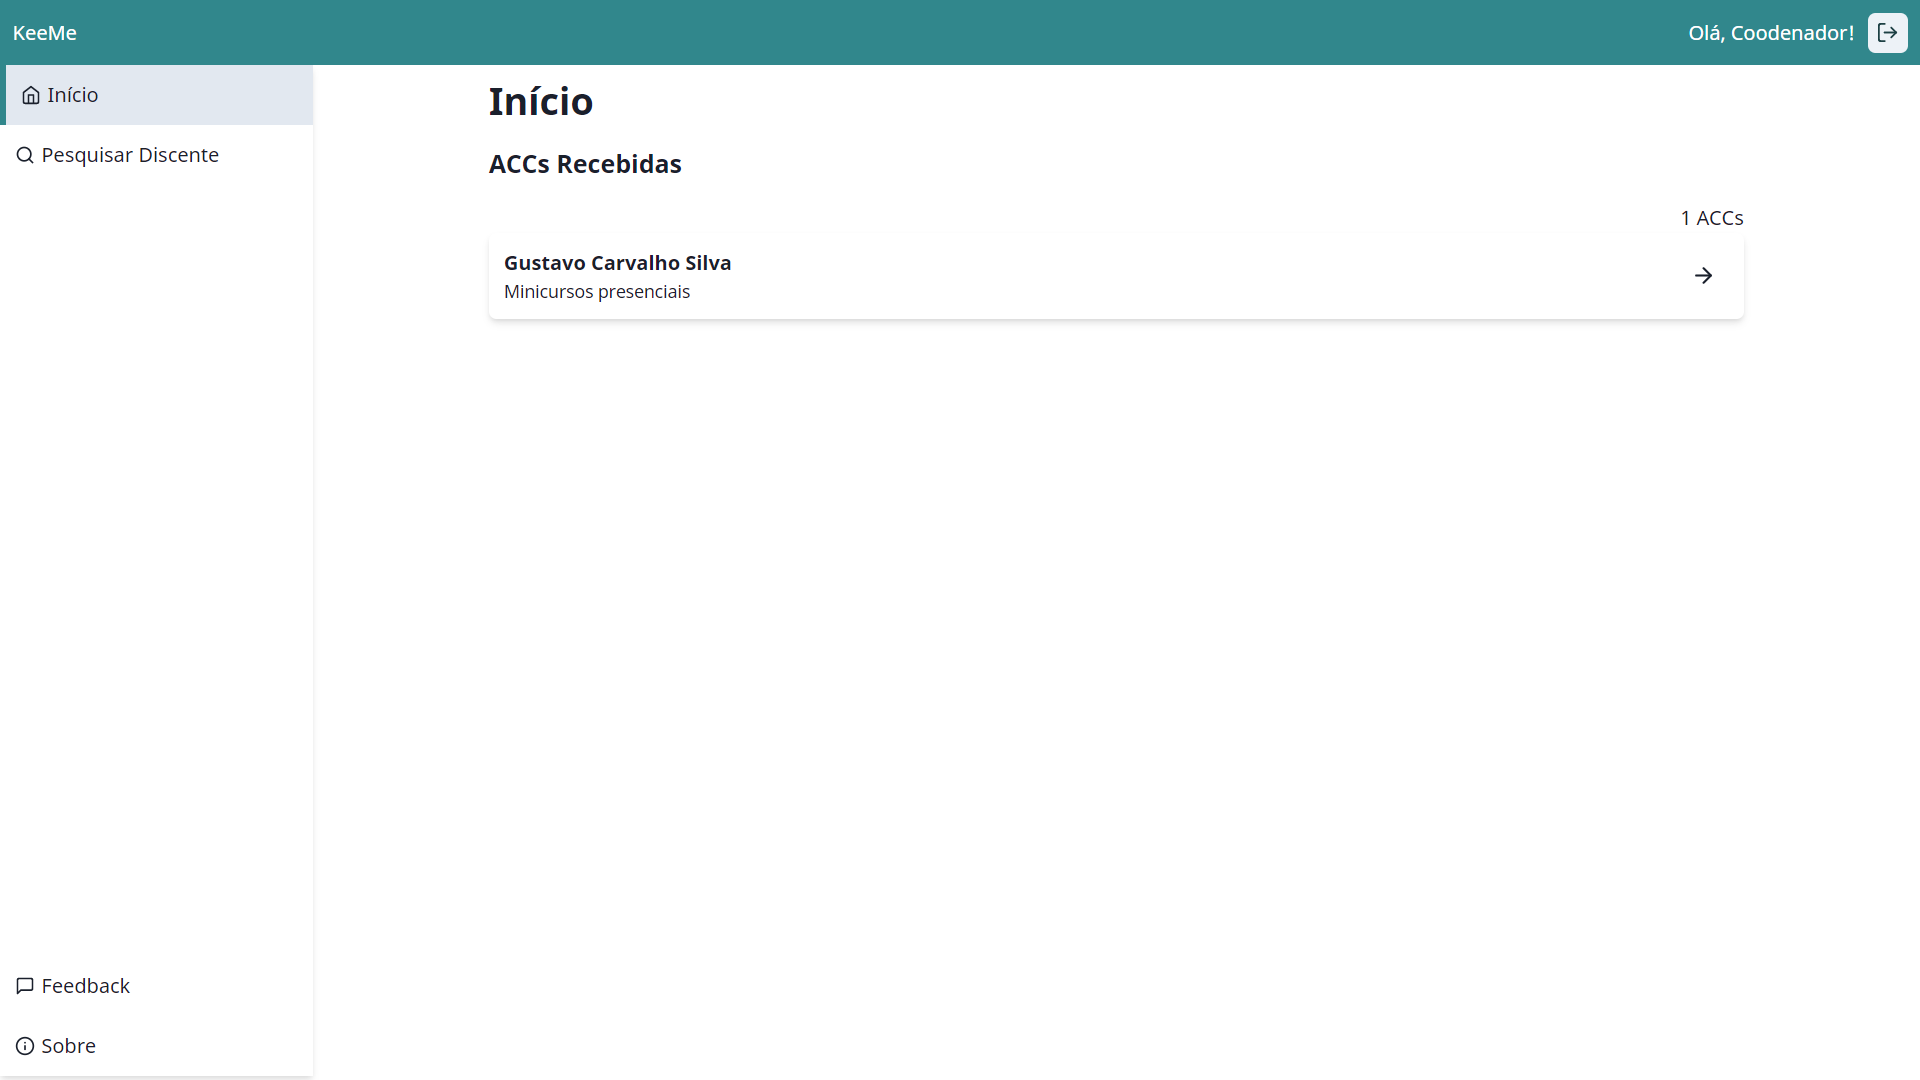 KeeMe
Olá, Coodenador!
Início
Pesquisar Discente
Feedback
Sobre
Início
ACCs Recebidas
1 ACCs
Gustavo Carvalho Silva
Minicursos presenciais